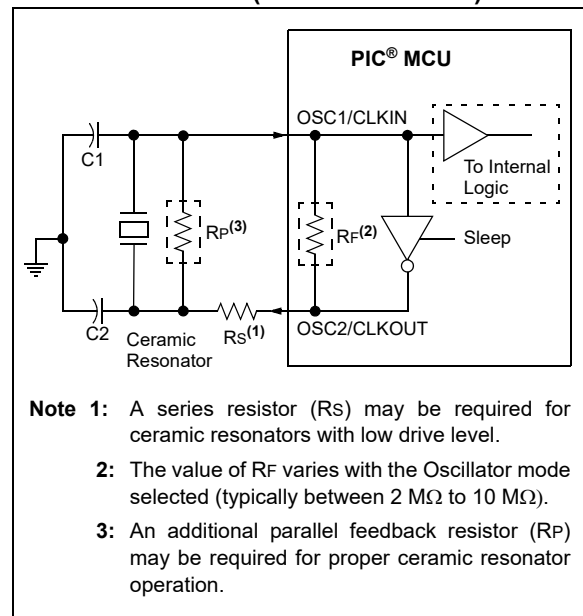 PIC® MCU
OSC1/CLKIN
C1
To Internal
Logic
RP(3)
RF(2)
Sleep
C2
Ceramic
Resonator
RS(1)
OSC2/CLKOUT
Note 1: A series resistor (RS) may be required for
ceramic resonators with low drive level.
2: The value of RF varies with the Oscillator mode
selected (typically between 2 MΩ to 10 MΩ).
3: An additional parallel feedback resistor (RP)
may be required for proper ceramic resonator
operation.